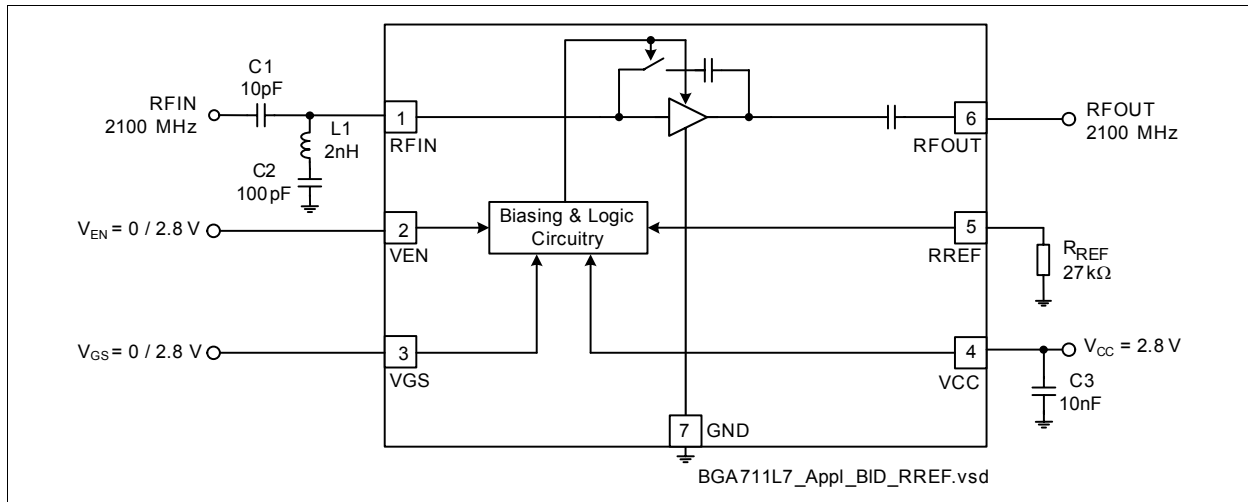 C1
10pF
RFIN
2100 MHz
L1
2nH
C2
100pF
1
RFIN
6
RFOUT
RFOUT
2100 MHz
V_EN = 0 / 2.8 V
2
VEN
Biasing & Logic
Circuitry
5
RREF
R_REF
27kΩ
V_GS = 0 / 2.8 V
3
VGS
4
VCC
V_CC = 2.8 V
C3
10nF
7
GND
BGA711L7_Appl_BID_RREF.vsd